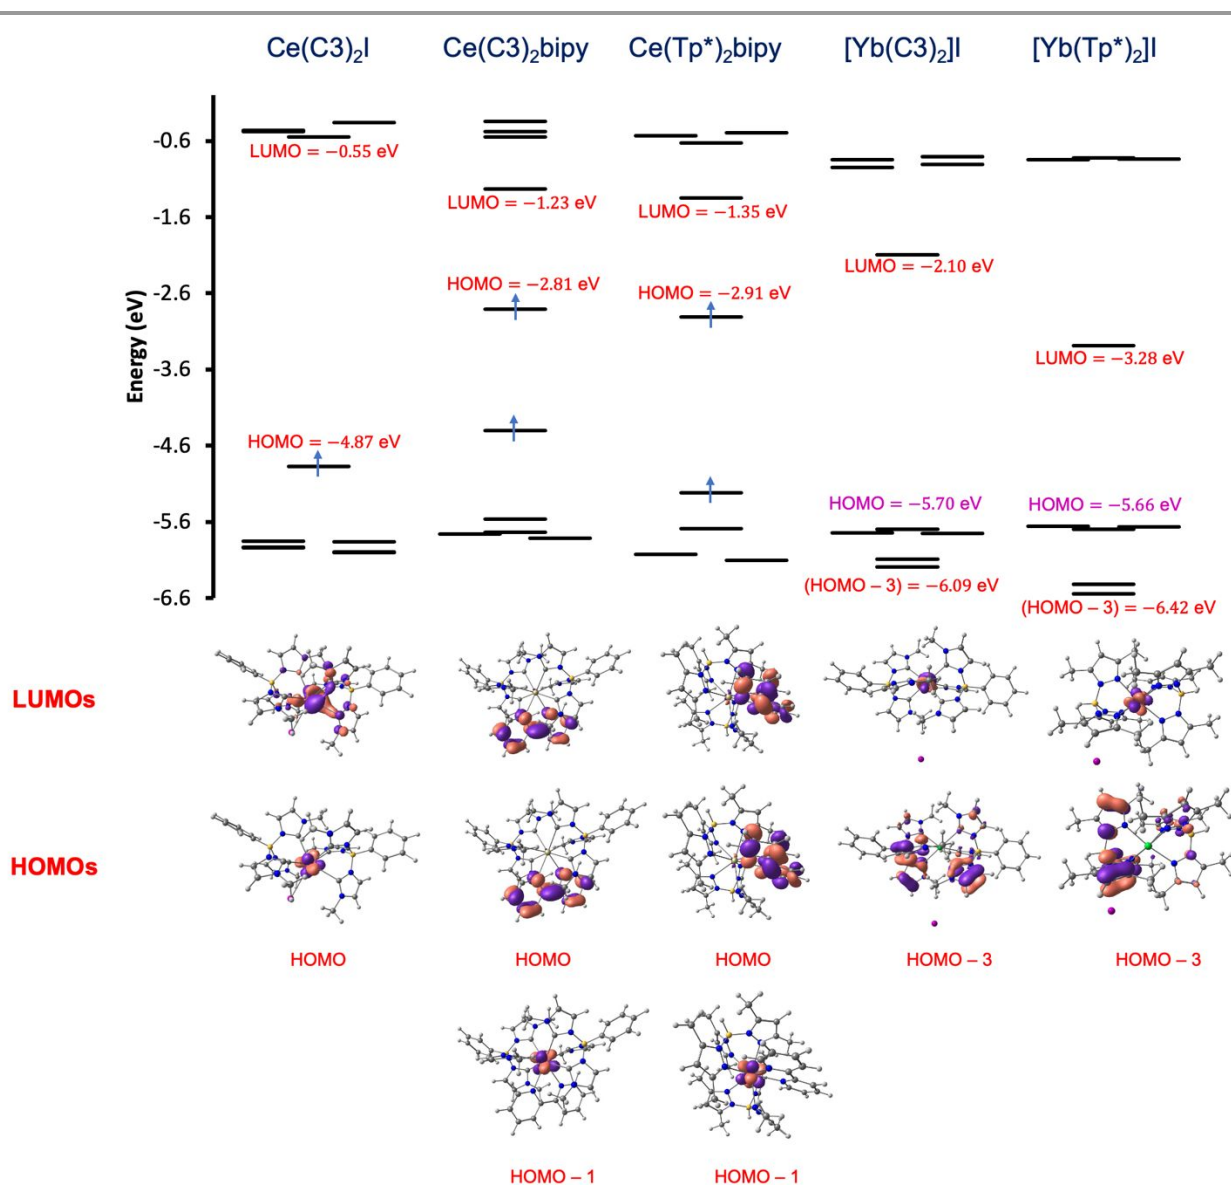 Ce(C3)₂I Ce(C3)₂bipy Ce(Tp*)₂bipy [Yb(C3)₂]I [Yb(Tp*)₂]I
Energy (eV)
-0.6
-1.6
-2.6
-3.6
-4.6
-5.6
-6.6
LUMO = −0.55 eV
HOMO = −4.87 eV
LUMO = −1.23 eV
HOMO = −2.81 eV
LUMO = −1.35 eV
HOMO = −2.91 eV
LUMO = −2.10 eV
HOMO = −5.70 eV
(HOMO – 3) = −6.09 eV
LUMO = −3.28 eV
HOMO = −5.66 eV
(HOMO – 3) = −6.42 eV
LUMOs
HOMOs
HOMO HOMO HOMO HOMO – 3 HOMO – 3
HOMO – 1 HOMO – 1